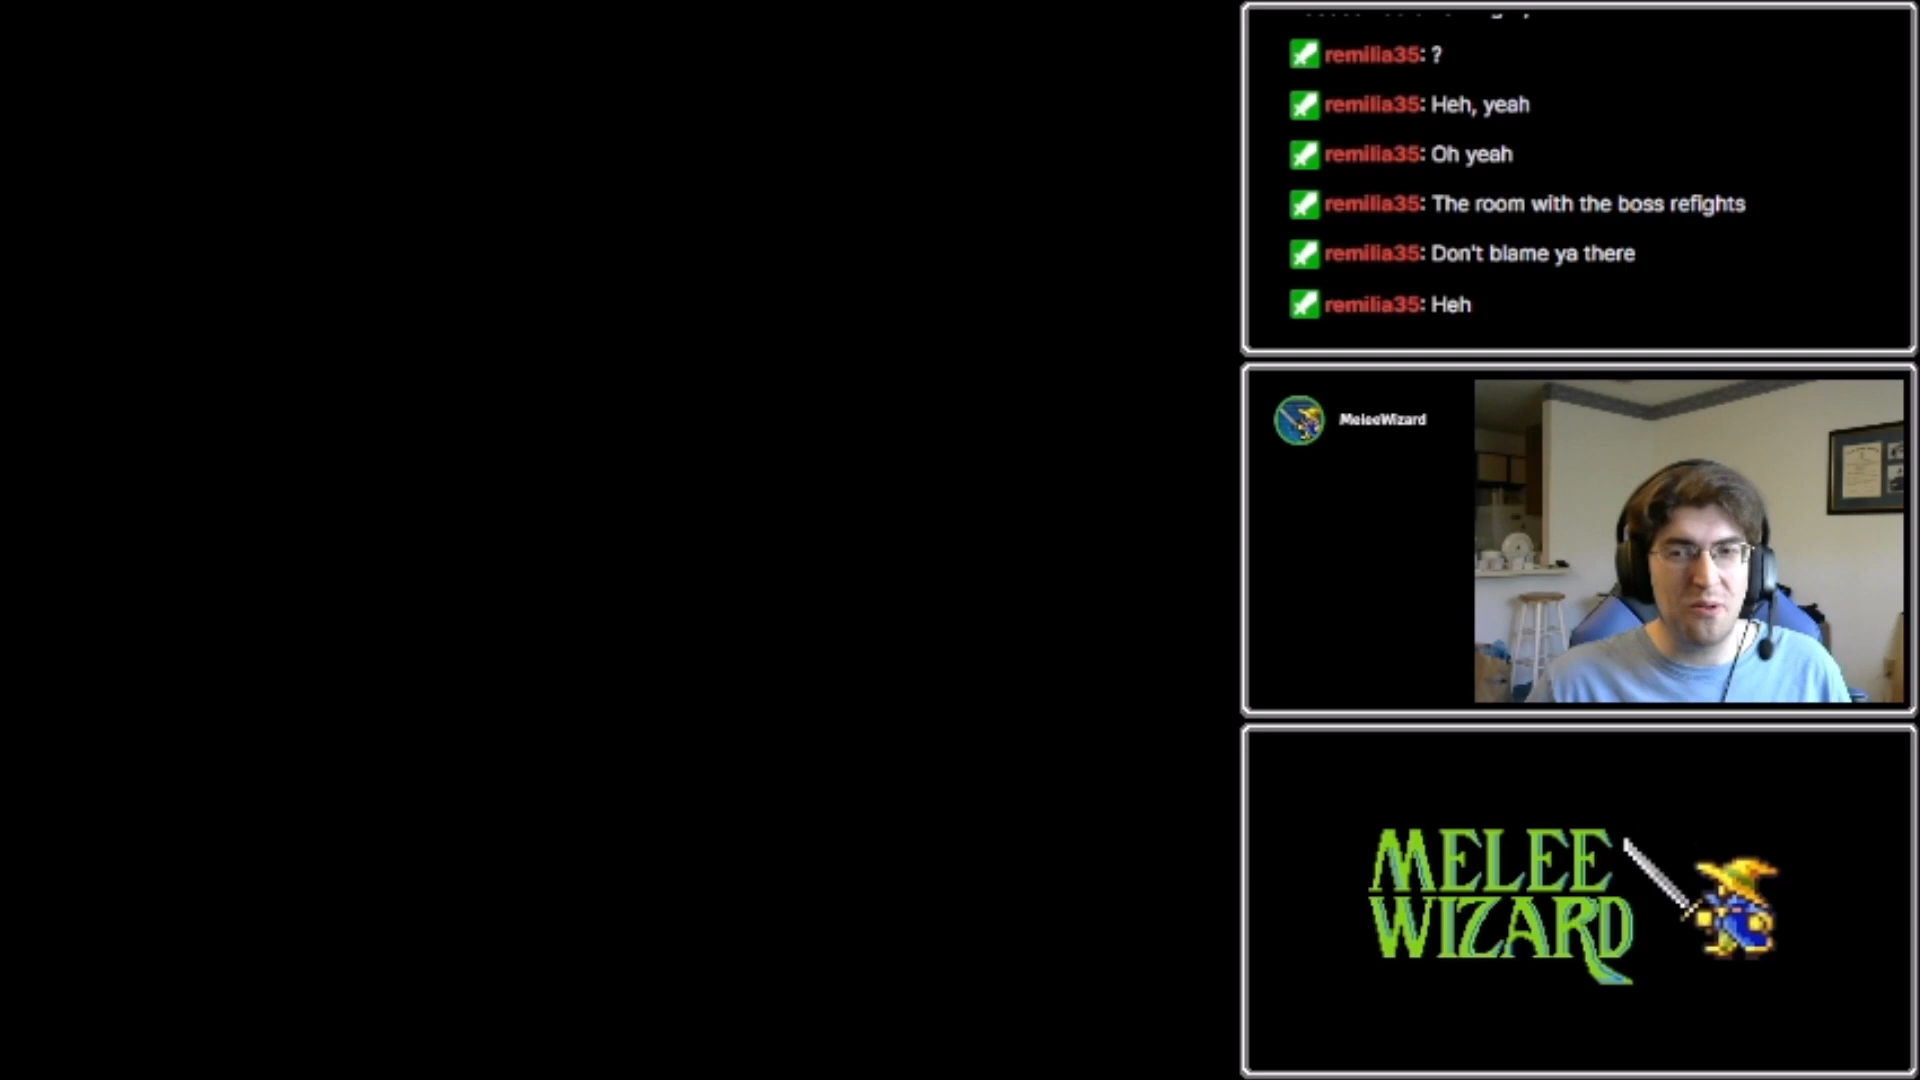 remilia35: ?
remilia35: Heh, yeah
remilia35: Oh yeah
remilia35: The room with the boss refights
remilia35: Don't blame ya there
remilia35: Heh
MeleeWizard
MELEE
WIZARD